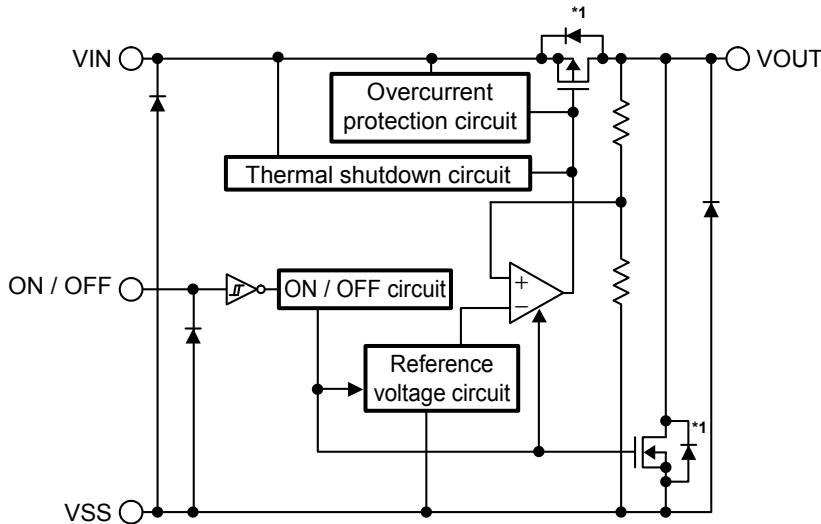 *1
VIN
VOUT
Overcurrent
protection circuit
Thermal shutdown circuit
ON / OFF
ON / OFF circuit
+
−
Reference
voltage circuit
*1
VSS